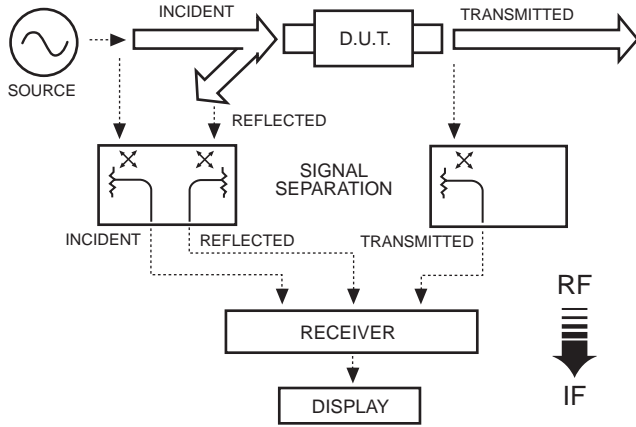 INCIDENT
D.U.T.
TRANSMITTED
SOURCE
REFLECTED
SIGNAL
SEPARATION
INCIDENT
REFLECTED
TRANSMITTED
RF
RECEIVER
IF
DISPLAY